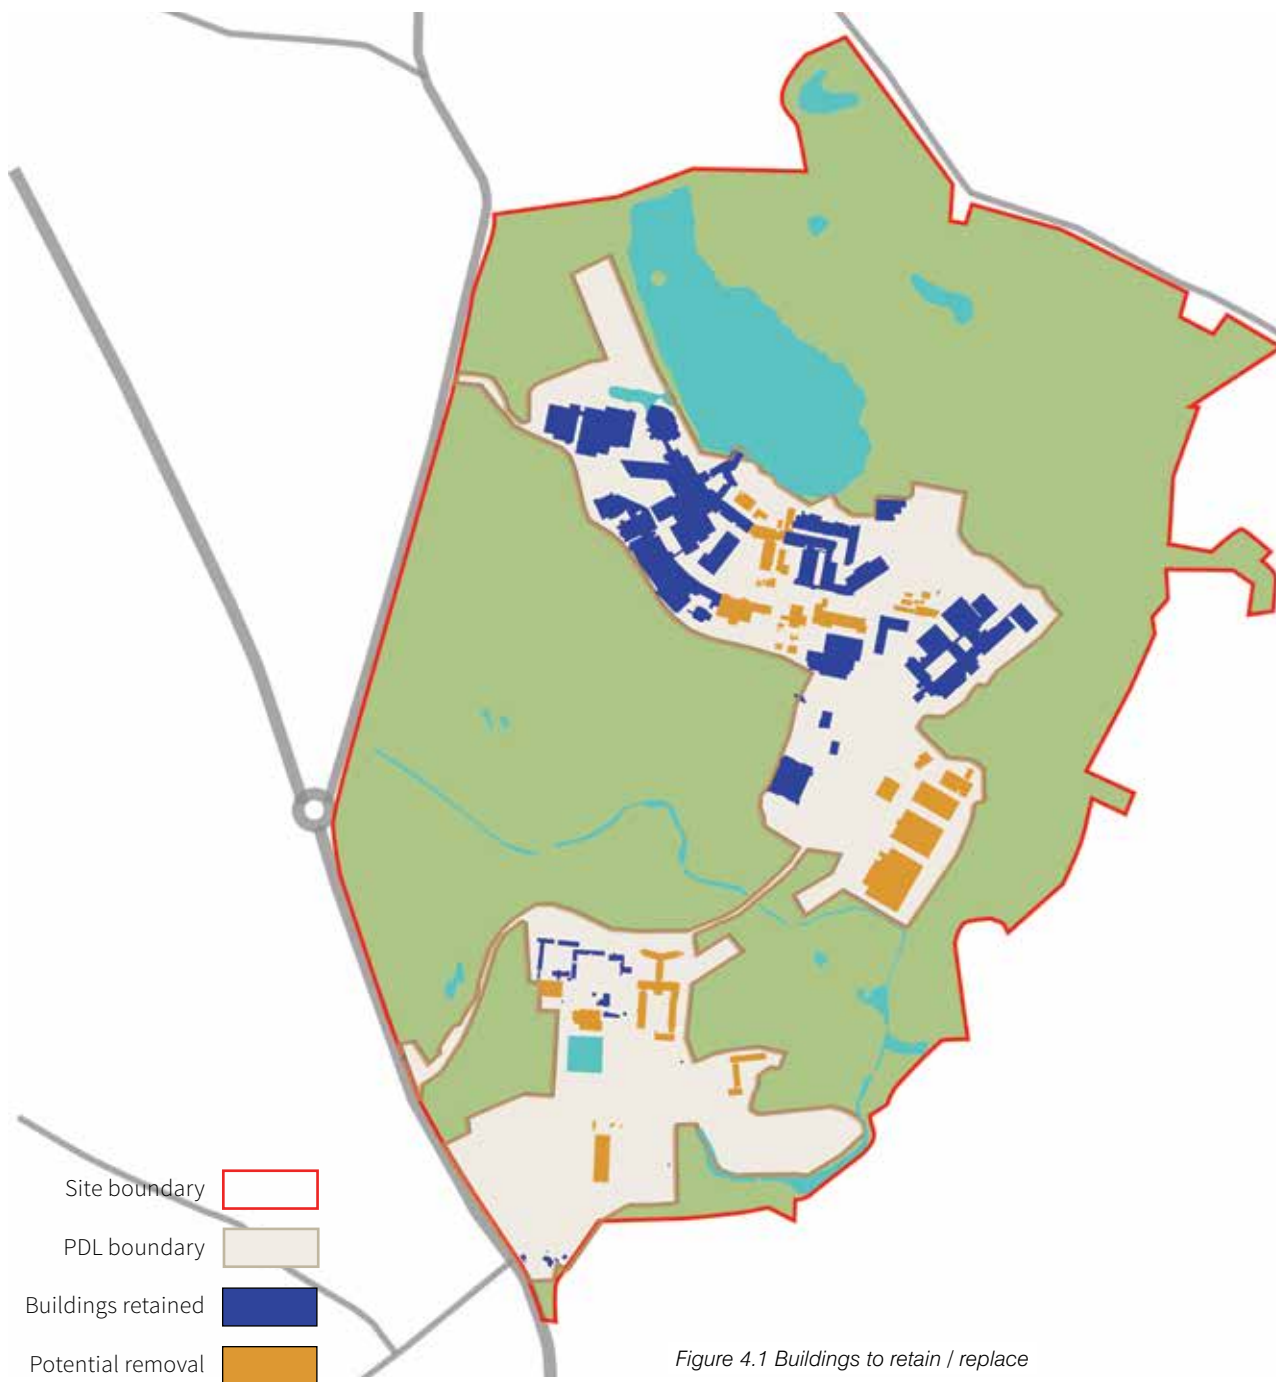 Site boundary
PDL boundary
Buildings retained
Potential removal
Figure 4.1 Buildings to retain / replace